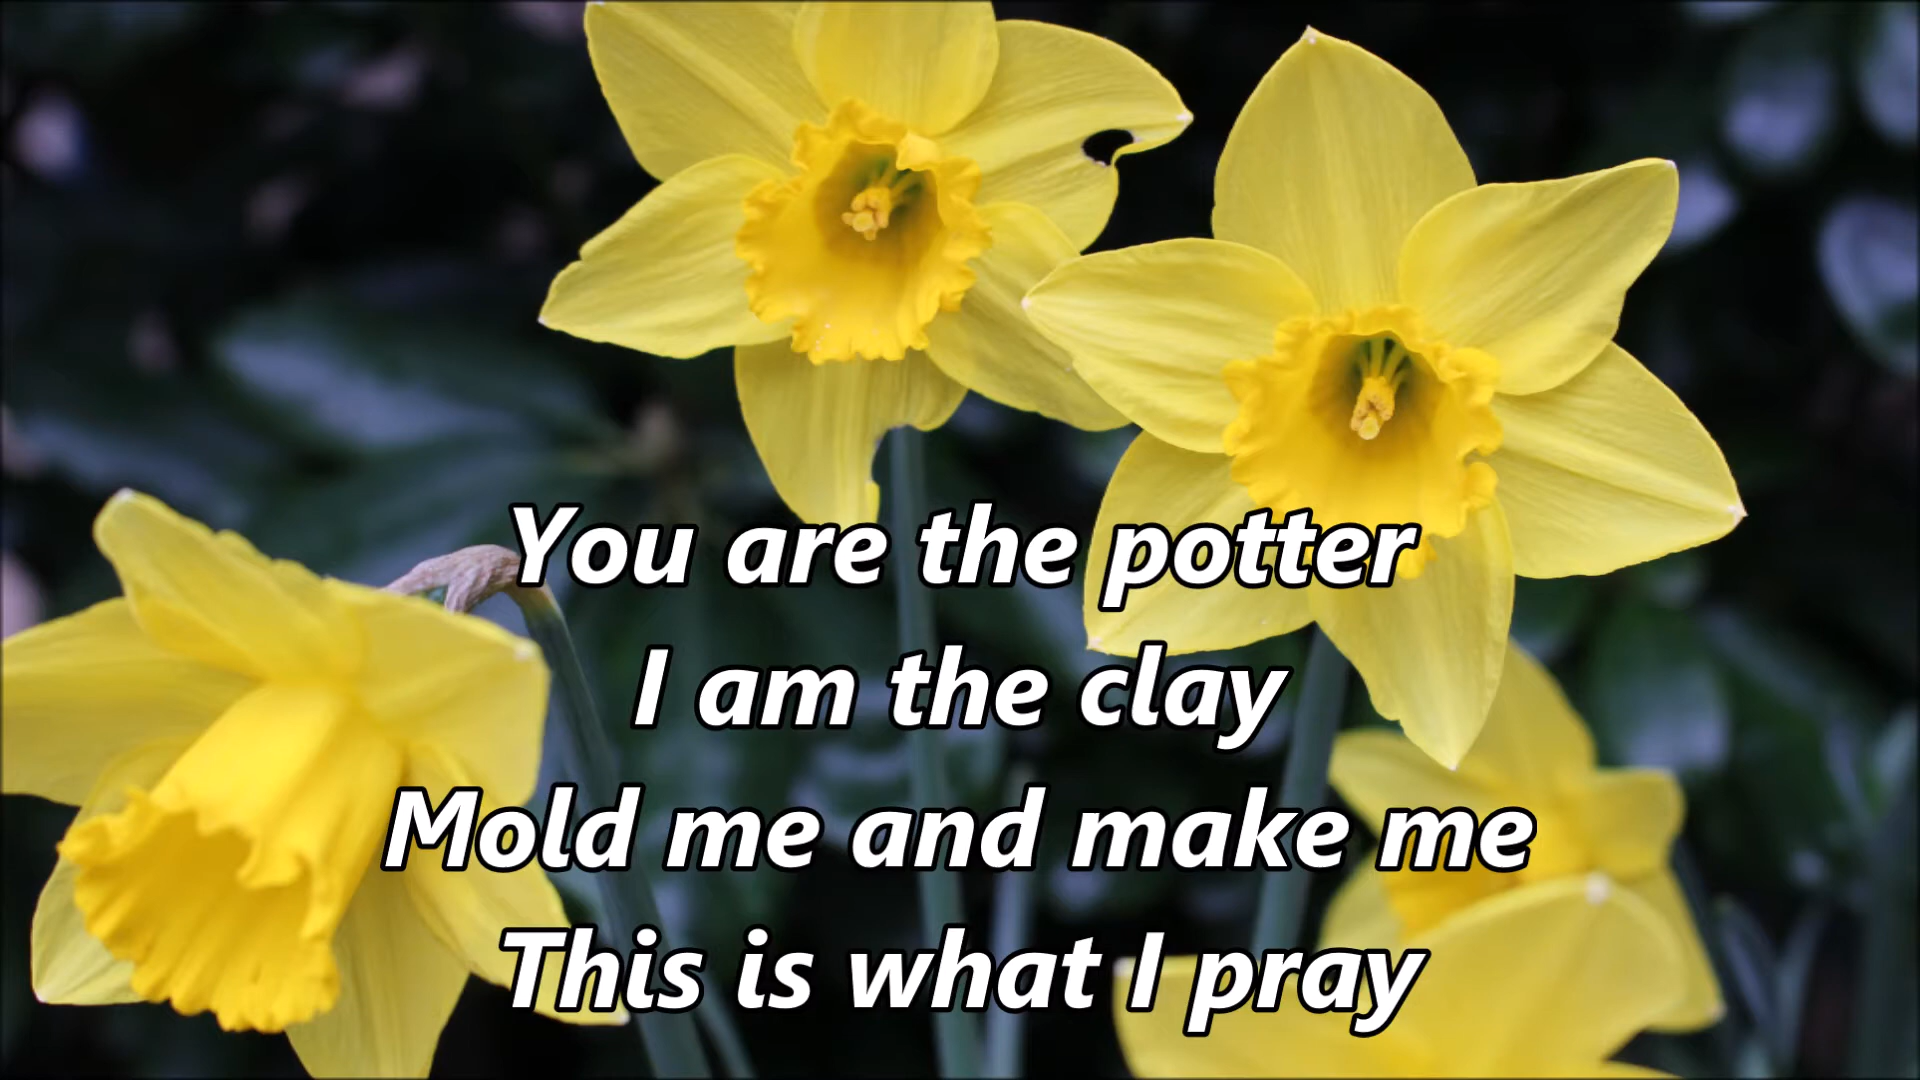 You are the potter
I am the clay
Mold me and make me
This is what I pray